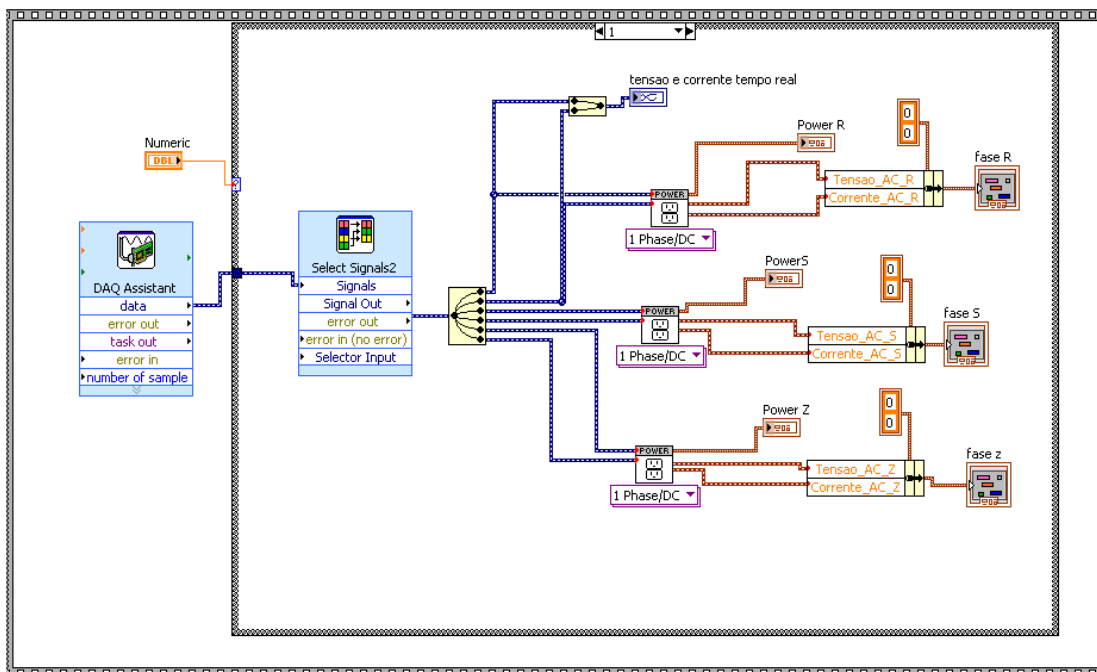 1
tensao e corrente tempo real
Numeric
DBL
Power R
0
0
fase R
Tensao_AC_R
Corrente_AC_R
POWER
1 Phase/DC
DAQ Assistant
data
error out
task out
error in
number of sample
Select Signals2
Signals
Signal Out
error out
error in (no error)
Selector Input
PowerS
0
0
fase S
POWER
Tensao_AC_S
Corrente_AC_S
1 Phase/DC
Power Z
0
0
fase z
POWER
Tensao_AC_Z
Corrente_AC_Z
1 Phase/DC